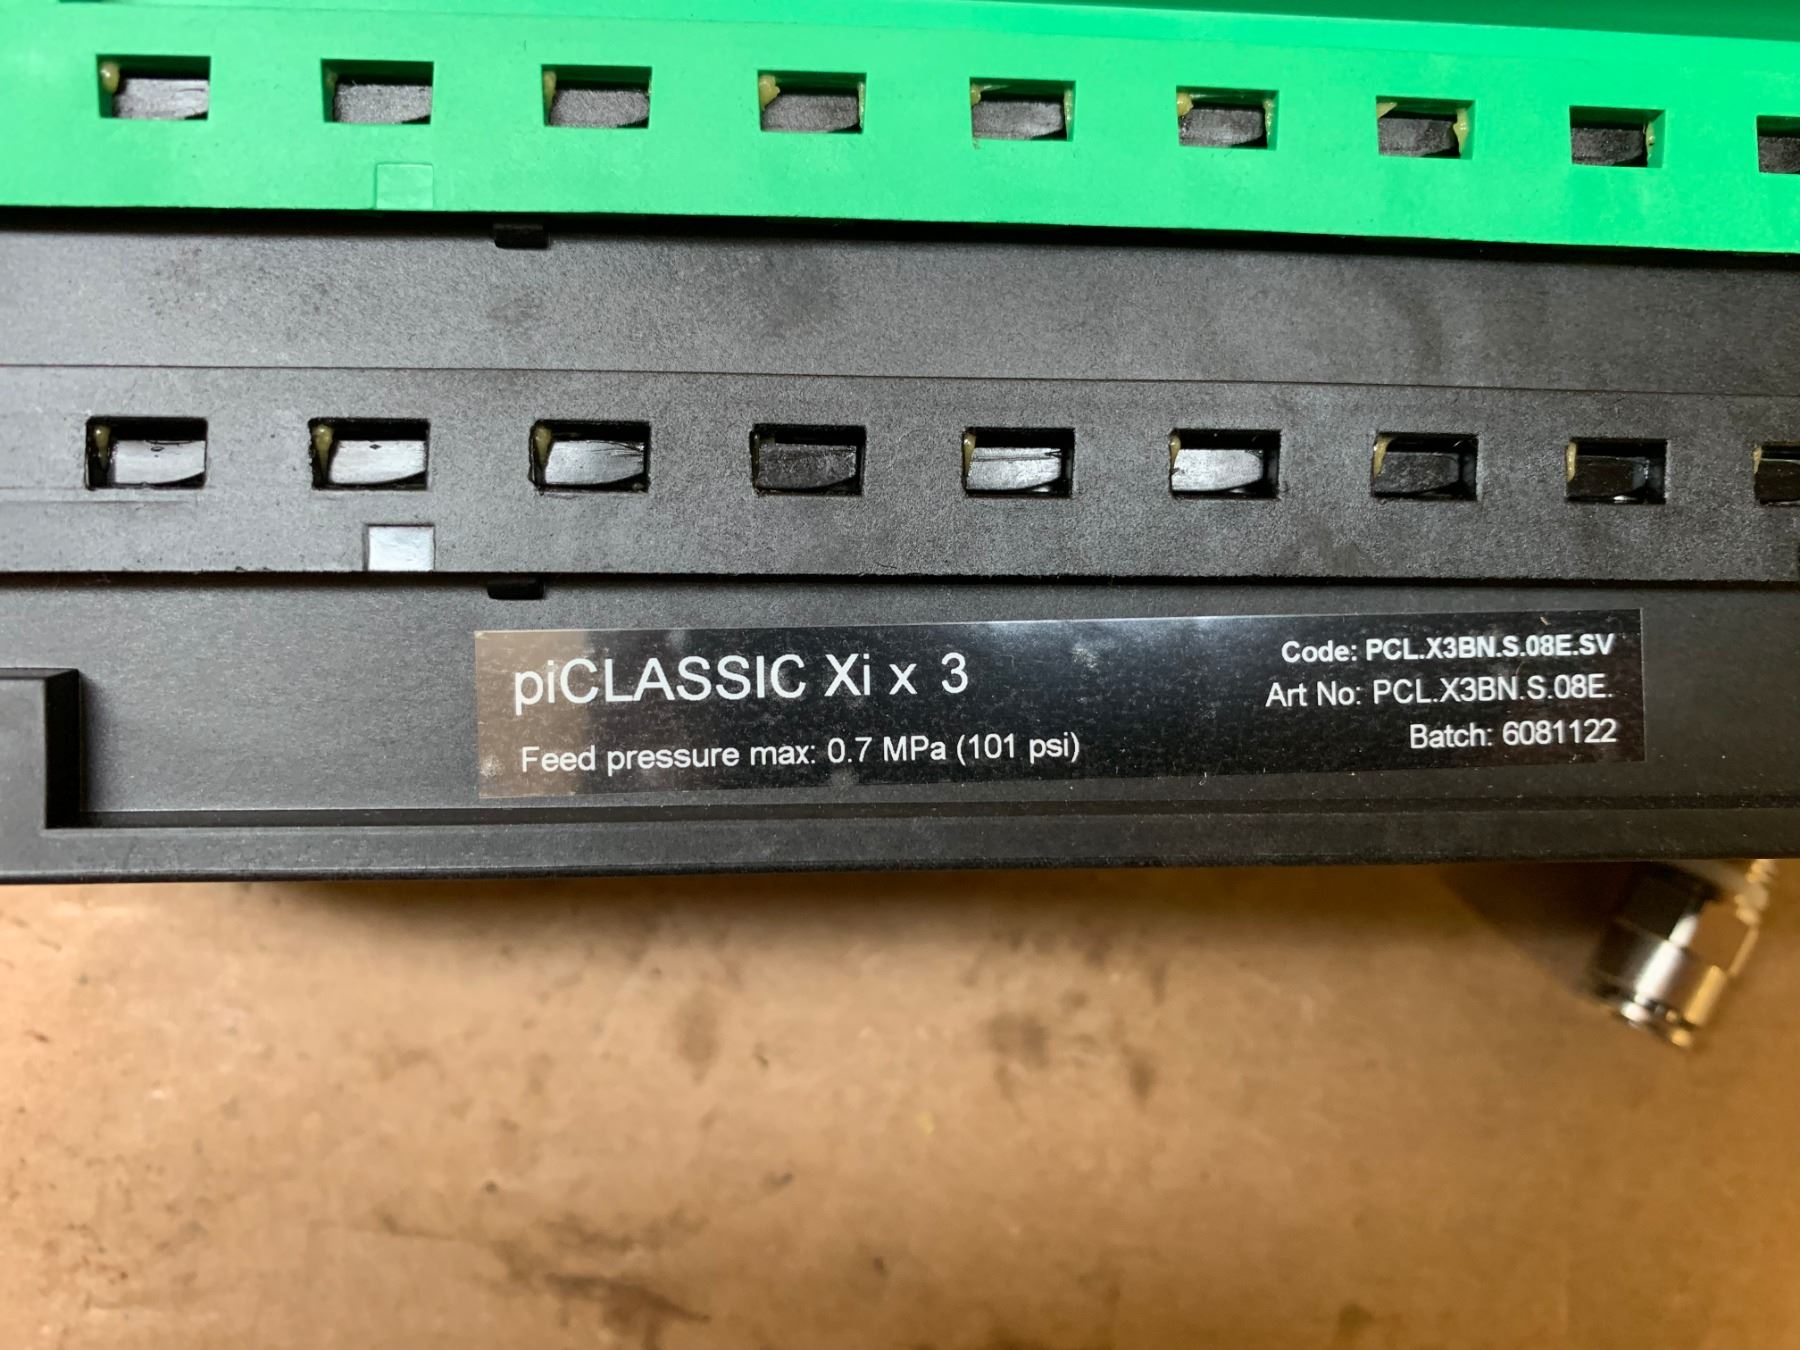 piCLASSIC Xi x 3
Feed pressure max: 0.7 MPa (101 psi)
Code: PCL.X3BN.S.08E.SV
Art No: PCL.X3BN.S.08E.
Batch: 6081122